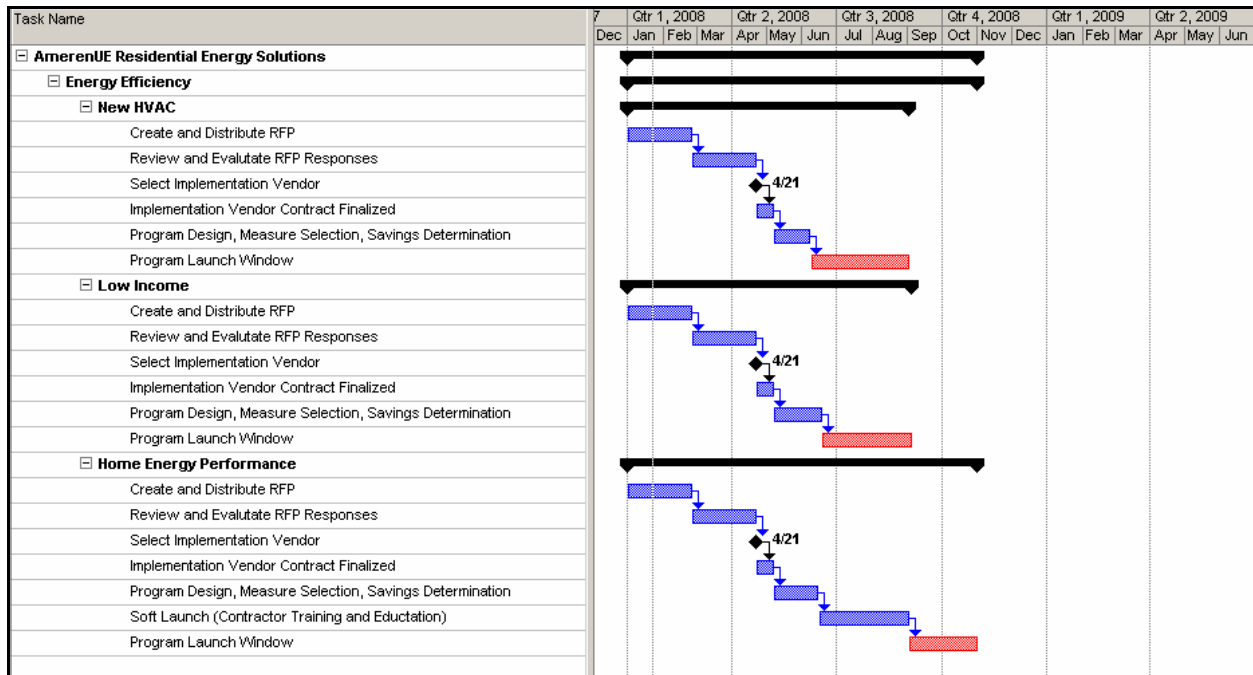 Task Name
7 Qtr 1, 2008 Qtr 2, 2008 Qtr 3, 2008 Qtr 4, 2008 Qtr 1, 2009 Qtr 2, 2009
Dec Jan Feb Mar Apr May Jun Jul Aug Sep Oct Nov Dec Jan Feb Mar Apr May Jun
AmerenUE Residential Energy Solutions
Energy Efficiency
New HVAC
Create and Distribute RFP
Review and Evalutate RFP Responses
Select Implementation Vendor 4/21
Implementation Vendor Contract Finalized
Program Design, Measure Selection, Savings Determination
Program Launch Window
Low Income
Create and Distribute RFP
Review and Evalutate RFP Responses
Select Implementation Vendor 4/21
Implementation Vendor Contract Finalized
Program Design, Measure Selection, Savings Determination
Program Launch Window
Home Energy Performance
Create and Distribute RFP
Review and Evalutate RFP Responses
Select Implementation Vendor 4/21
Implementation Vendor Contract Finalized
Program Design, Measure Selection, Savings Determination
Soft Launch (Contractor Training and Eductation)
Program Launch Window